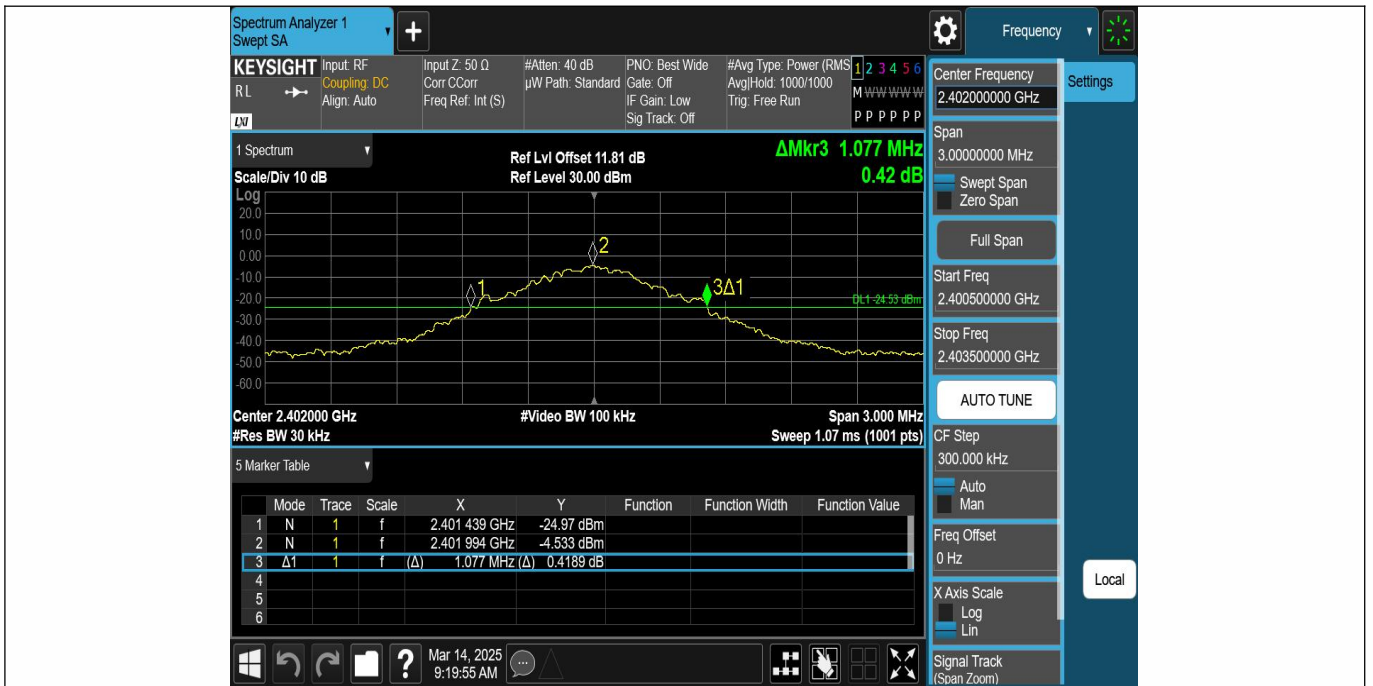 Spectrum Analyzer 1
Swept SA
+
Frequency
KEYSIGHT
RL
LXI
Input: RF
Coupling: DC
Align: Auto
Input Z: 50 Ω
Corr CCorr
Freq Ref: Int (S)
#Atten: 40 dB
µW Path: Standard
PNO: Best Wide
Gate: Off
IF Gain: Low
Sig Track: Off
#Avg Type: Power (RMS
Avg|Hold: 1000/1000
Trig: Free Run
1 2 3 4 5 6
M W W W W W
P P P P P P
1 Spectrum
Scale/Div 10 dB
Ref Lvl Offset 11.81 dB
Ref Level 30.00 dBm
ΔMkr3 1.077 MHz
0.42 dB
Log
20.0
10.0
0.00
-10.0
-20.0
-30.0
-40.0
-50.0
-60.0
1
2
3Δ1
DL1 -24.53 dBm
Center 2.402000 GHz
#Video BW 100 kHz
Span 3.000 MHz
#Res BW 30 kHz
Sweep 1.07 ms (1001 pts)
5 Marker Table
Mode Trace Scale X Y Function Function Width Function Value
1 N 1 f 2.401 439 GHz -24.97 dBm
2 N 1 f 2.401 994 GHz -4.533 dBm
3 Δ1 1 f (Δ) 1.077 MHz (Δ) 0.4189 dB
4
5
6
?
Mar 14, 2025
9:19:55 AM
Center Frequency
2.402000000 GHz
Settings
Span
3.00000000 MHz
Swept Span
Zero Span
Full Span
Start Freq
2.400500000 GHz
Stop Freq
2.403500000 GHz
AUTO TUNE
CF Step
300.000 kHz
Auto
Man
Freq Offset
0 Hz
Local
X Axis Scale
Log
Lin
Signal Track
(Span Zoom)